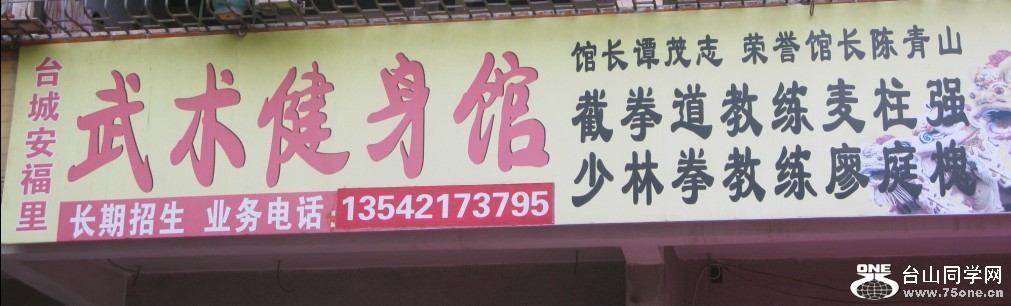 台城安福里
武术健身馆
长期招生 业务电话 13542173795
馆长谭茂志 荣誉馆长陈青山
截拳道教练麦柱强
少林拳教练廖庭槐
ONE
台山同学网
www.75one.cn